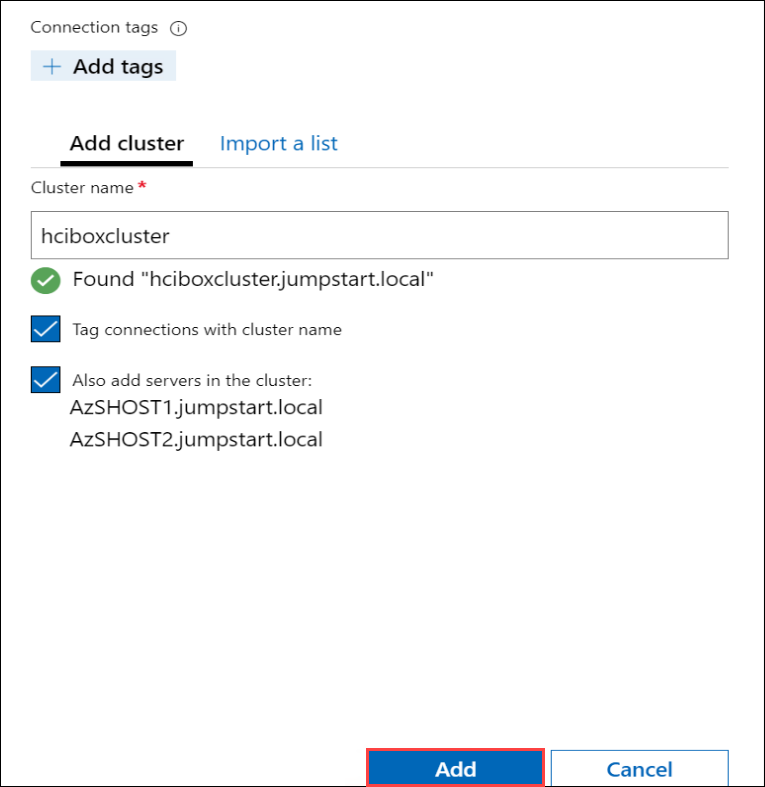 Connection tags
Add tags
Add cluster Import a list
Cluster name *
hciboxcluster
Found "hciboxcluster.jumpstart.local"
Tag connections with cluster name
Also add servers in the cluster:
AzSHOST1.jumpstart.local
AzSHOST2.jumpstart.local
Add Cancel